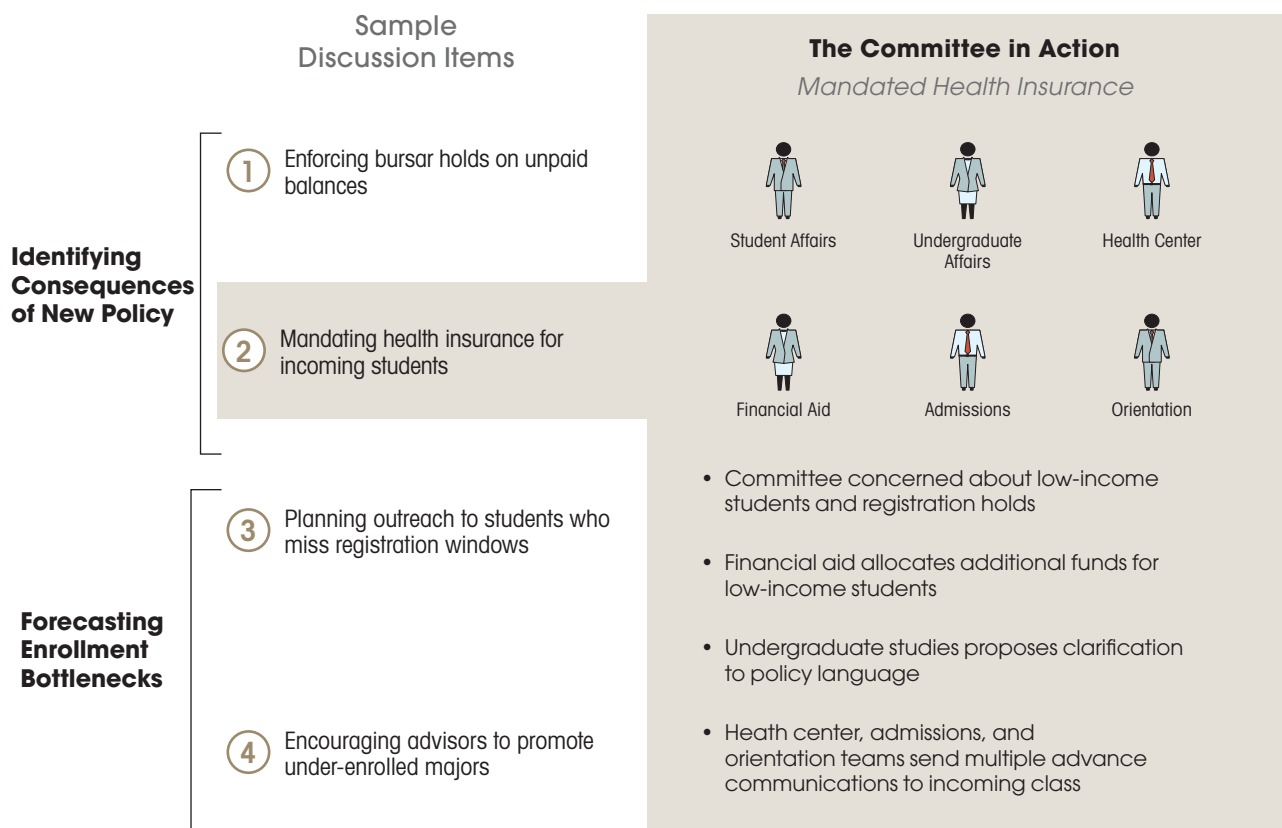 Sample
Discussion Items
Identifying
Consequences
of New Policy
1
Enforcing bursar holds on unpaid
balances
2
Mandating health insurance for
incoming students
Forecasting
Enrollment
Bottlenecks
3
Planning outreach to students who
miss registration windows
4
Encouraging advisors to promote
under-enrolled majors
The Committee in Action
Mandated Health Insurance
Student Affairs
Undergraduate
Affairs
Health Center
Financial Aid
Admissions
Orientation
• Committee concerned about low-income
students and registration holds
• Financial aid allocates additional funds for
low-income students
• Undergraduate studies proposes clarification
to policy language
• Heath center, admissions, and
orientation teams send multiple advance
communications to incoming class